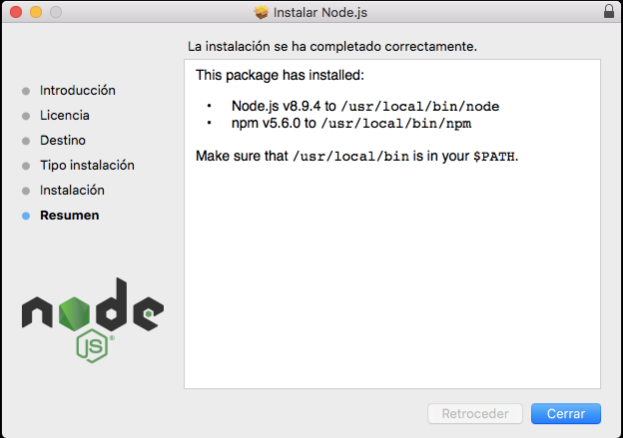 Instalar Node.js
La instalación se ha completado correctamente.
Introducción
Licencia
Destino
Tipo instalación
Instalación
Resumen
This package has installed:
• Node.js v8.9.4 to /usr/local/bin/node
• npm v5.6.0 to /usr/local/bin/npm
Make sure that /usr/local/bin is in your $PATH.
node
JS®
Retroceder
Cerrar